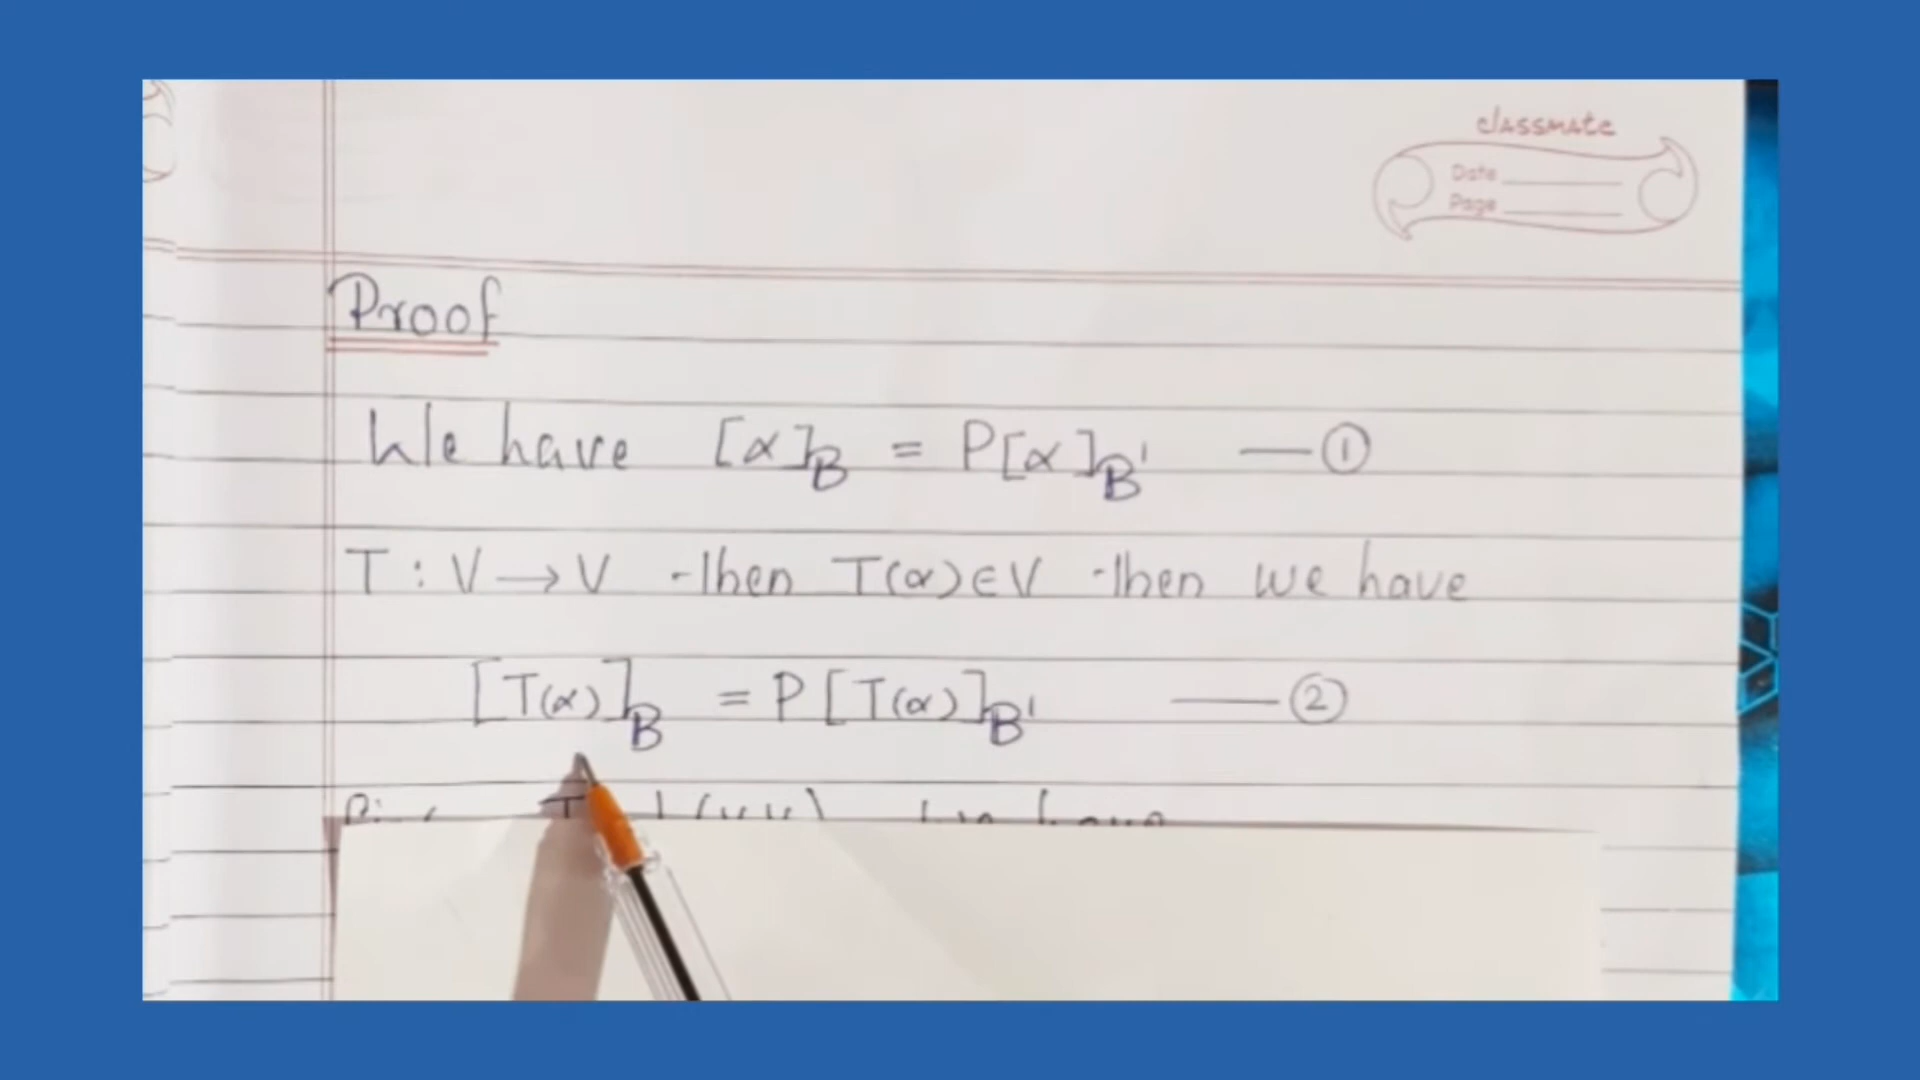 classmate
Date
Page
Proof
We have [α]_B = P[α]_B' — ①
T : V → V then T(α) ∈ V then we have
[T(α)]_B = P [T(α)]_B' — ②